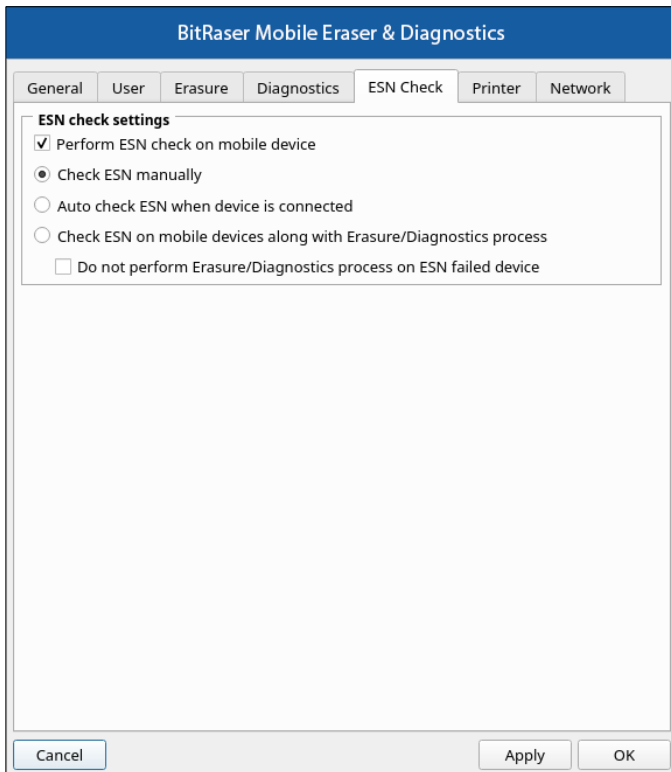 BitRaser Mobile Eraser & Diagnostics
General User Erasure Diagnostics ESN Check Printer Network
ESN check settings
Perform ESN check on mobile device
Check ESN manually
Auto check ESN when device is connected
Check ESN on mobile devices along with Erasure/Diagnostics process
Do not perform Erasure/Diagnostics process on ESN failed device
Cancel Apply OK